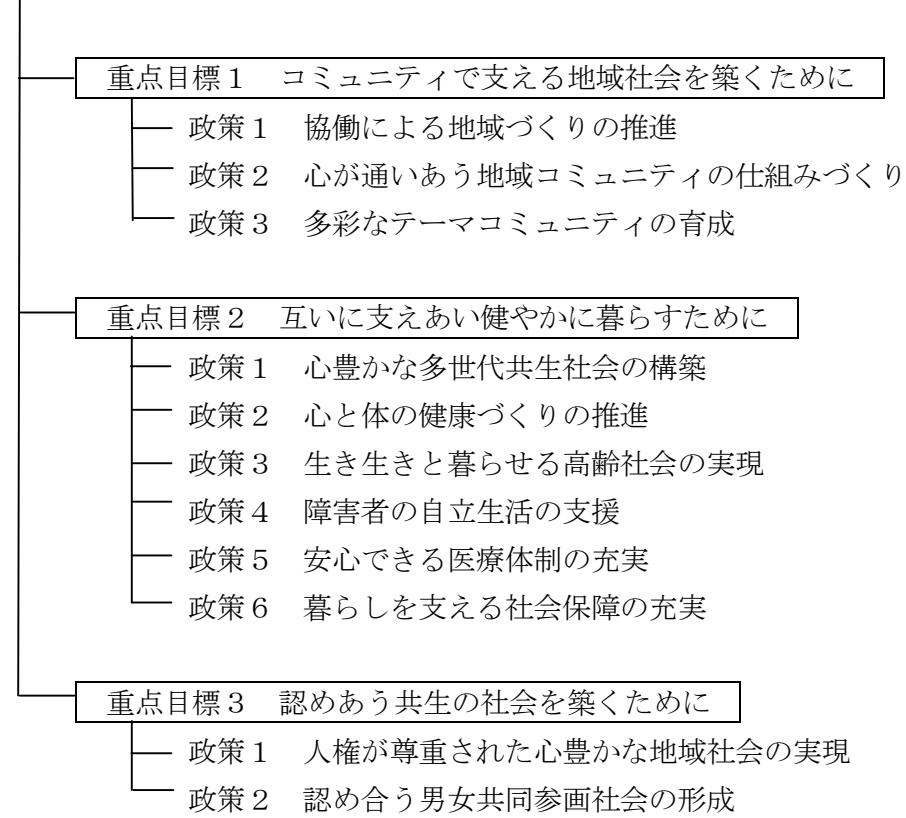 重点目標１　コミュニティで支える地域社会を築くために
政策１　協働による地域づくりの推進
政策２　心が通いあう地域コミュニティの仕組みづくり
政策３　多彩なテーマコミュニティの育成
重点目標２　互いに支えあい健やかに暮らすために
政策１　心豊かな多世代共生社会の構築
政策２　心と体の健康づくりの推進
政策３　生き生きと暮らせる高齢社会の実現
政策４　障害者の自立生活の支援
政策５　安心できる医療体制の充実
政策６　暮らしを支える社会保障の充実
重点目標３　認めあう共生の社会を築くために
政策１　人権が尊重された心豊かな地域社会の実現
政策２　認め合う男女共同参画社会の形成